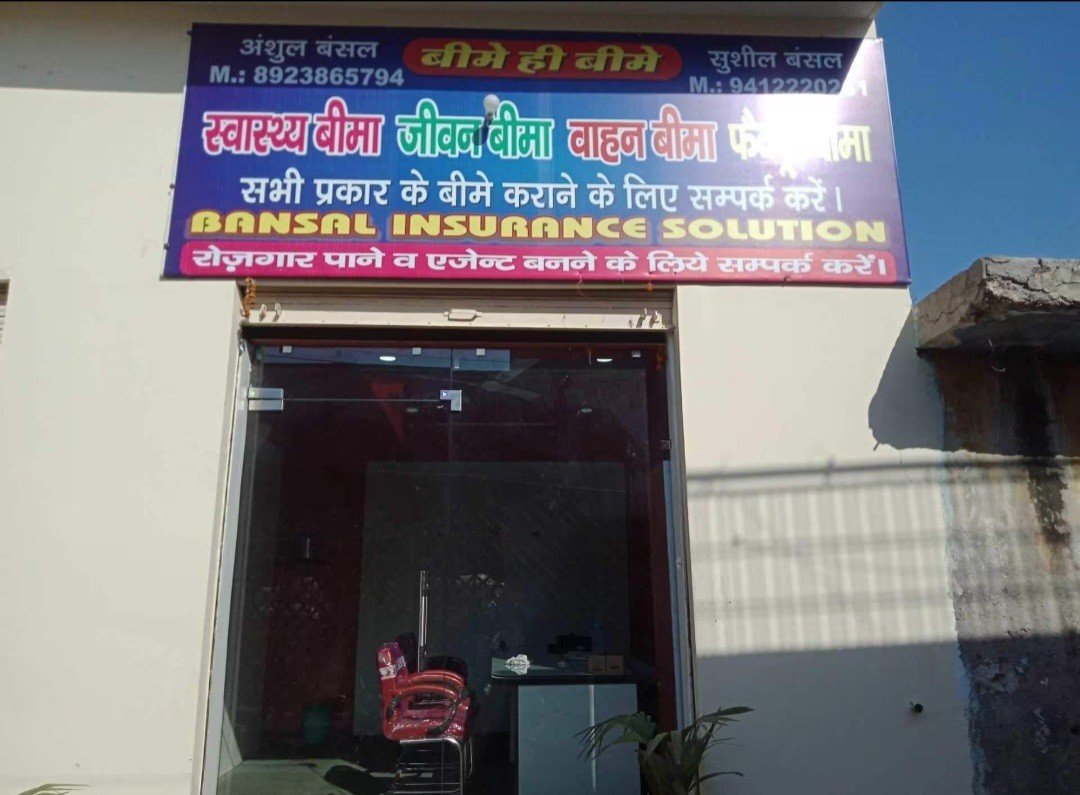 अंशुल बंसल
M.: 8923865794
बीमे ही बीमे
सुशील बंसल
M.: 9412220
स्वास्थ्य बीमा जीवन बीमा वाहन बीमा
सभी प्रकार के बीमे कराने के लिए सम्पर्क करें।
BANSAL INSURANCE SOLUTION
रोज़गार पाने व एजेन्ट बनने के लिये सम्पर्क करें।